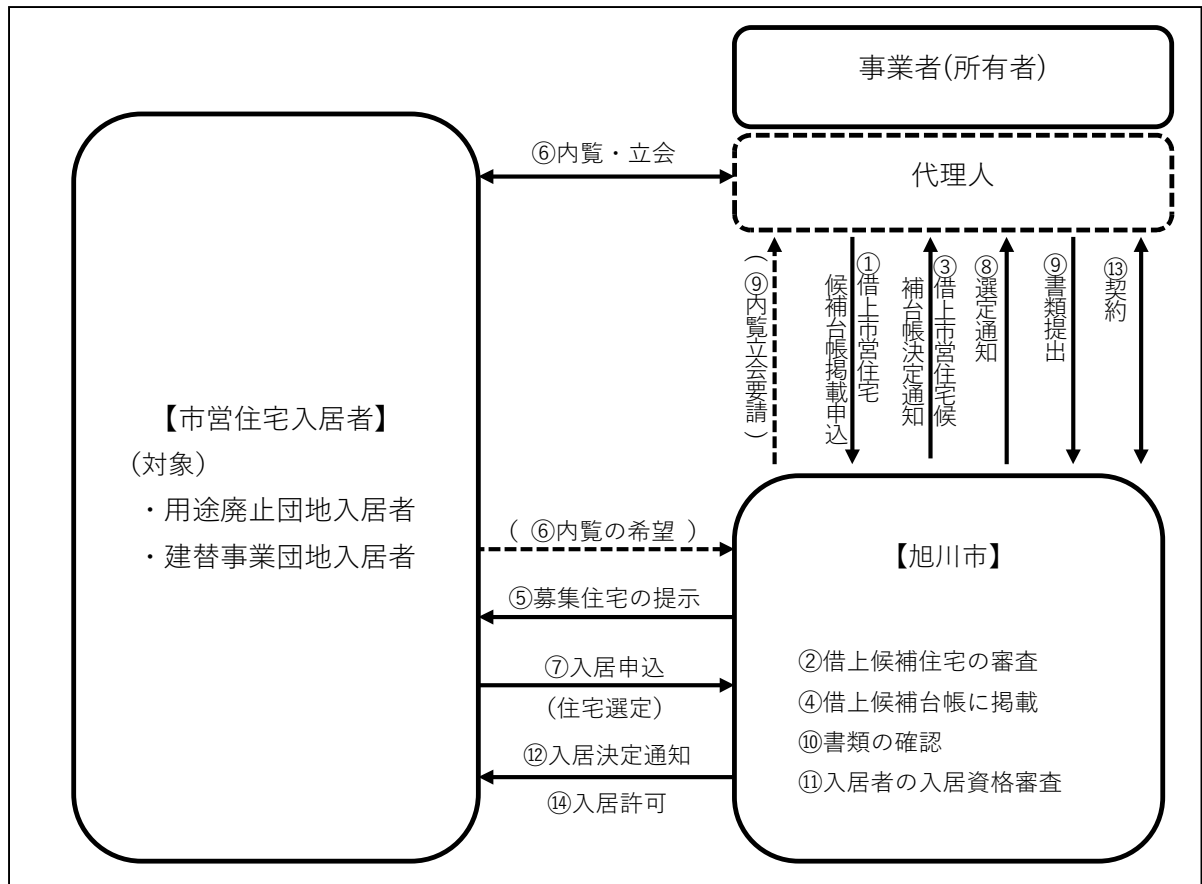 事業者(所有者)
⑥内覧・立会
代理人
(⑨内覧立会要請)
①借上市営住宅
候補台帳掲載申込
③借上市営住宅候
補台帳決定通知
⑧選定通知
⑨書類提出
⑬契約
【市営住宅入居者】
(対象)
・用途廃止団地入居者
・建替事業団地入居者
( ⑥内覧の希望 )
⑤募集住宅の提示
⑦入居申込
(住宅選定)
⑫入居決定通知
⑭入居許可
【旭川市】
②借上候補住宅の審査
④借上候補台帳に掲載
⑩書類の確認
⑪入居者の入居資格審査